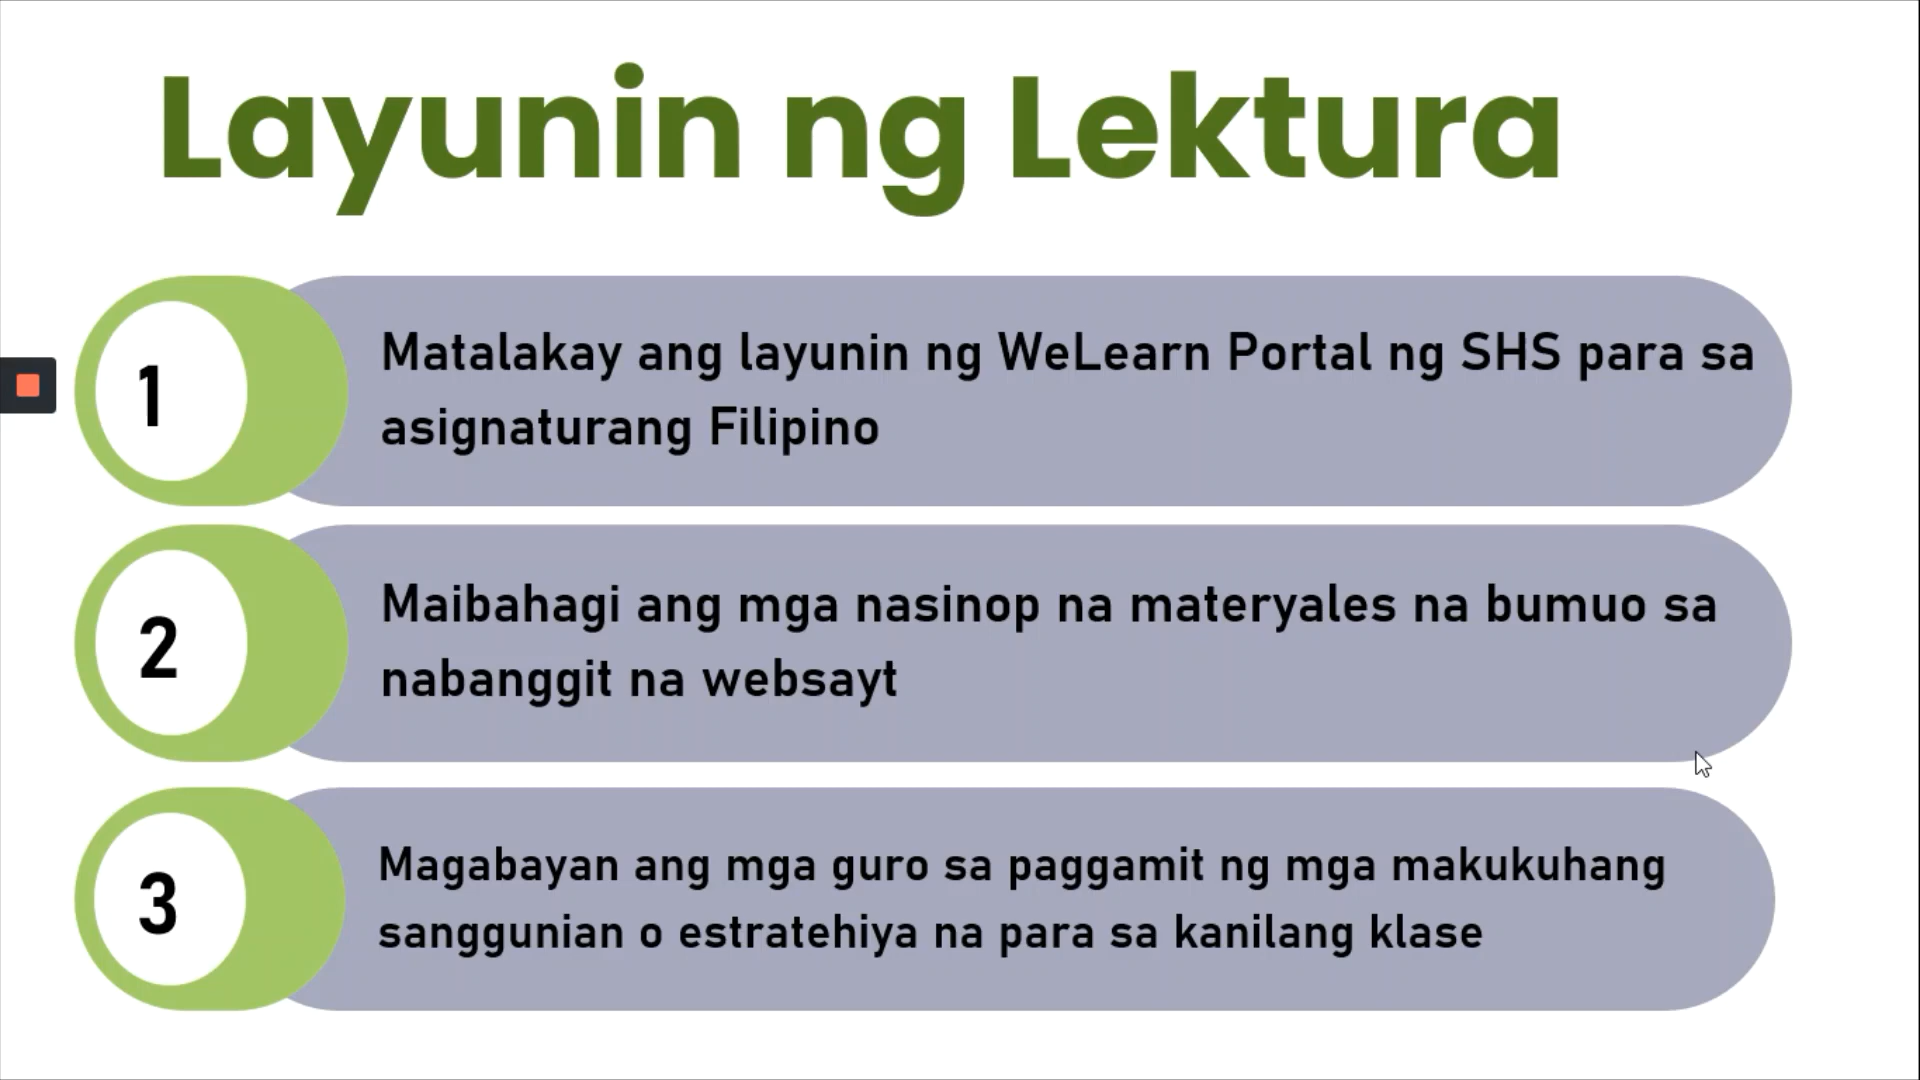 Layunin ng Lektura
1
Matalakay ang layunin ng WeLearn Portal ng SHS para sa
asignaturang Filipino
2
Maibahagi ang mga nasinop na materyales na bumuo sa
nabanggit na websayt
3
Magabayan ang mga guro sa paggamit ng mga makukuhang
sanggunian o estratehiya na para sa kanilang klase